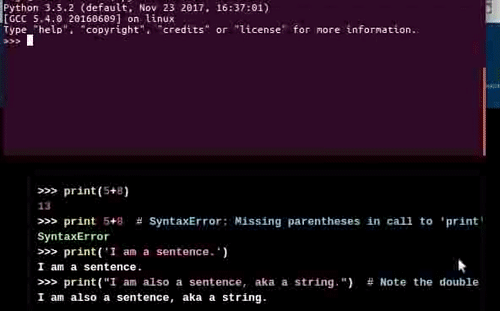 Python 3.5.2 (default, Nov 23 2017, 16:37:01)
[GCC 5.4.0 20160609] on linux
Type "help", "copyright", "credits" or "license" for more information.
>>>
>>> print(5+8)
13
>>> print 5+8  # SyntaxError: Missing parentheses in call to 'print'
SyntaxError
>>> print('I am a sentence.')
I am a sentence.
>>> print("I am also a sentence, aka a string.")  # Note the double
I am also a sentence, aka a string.